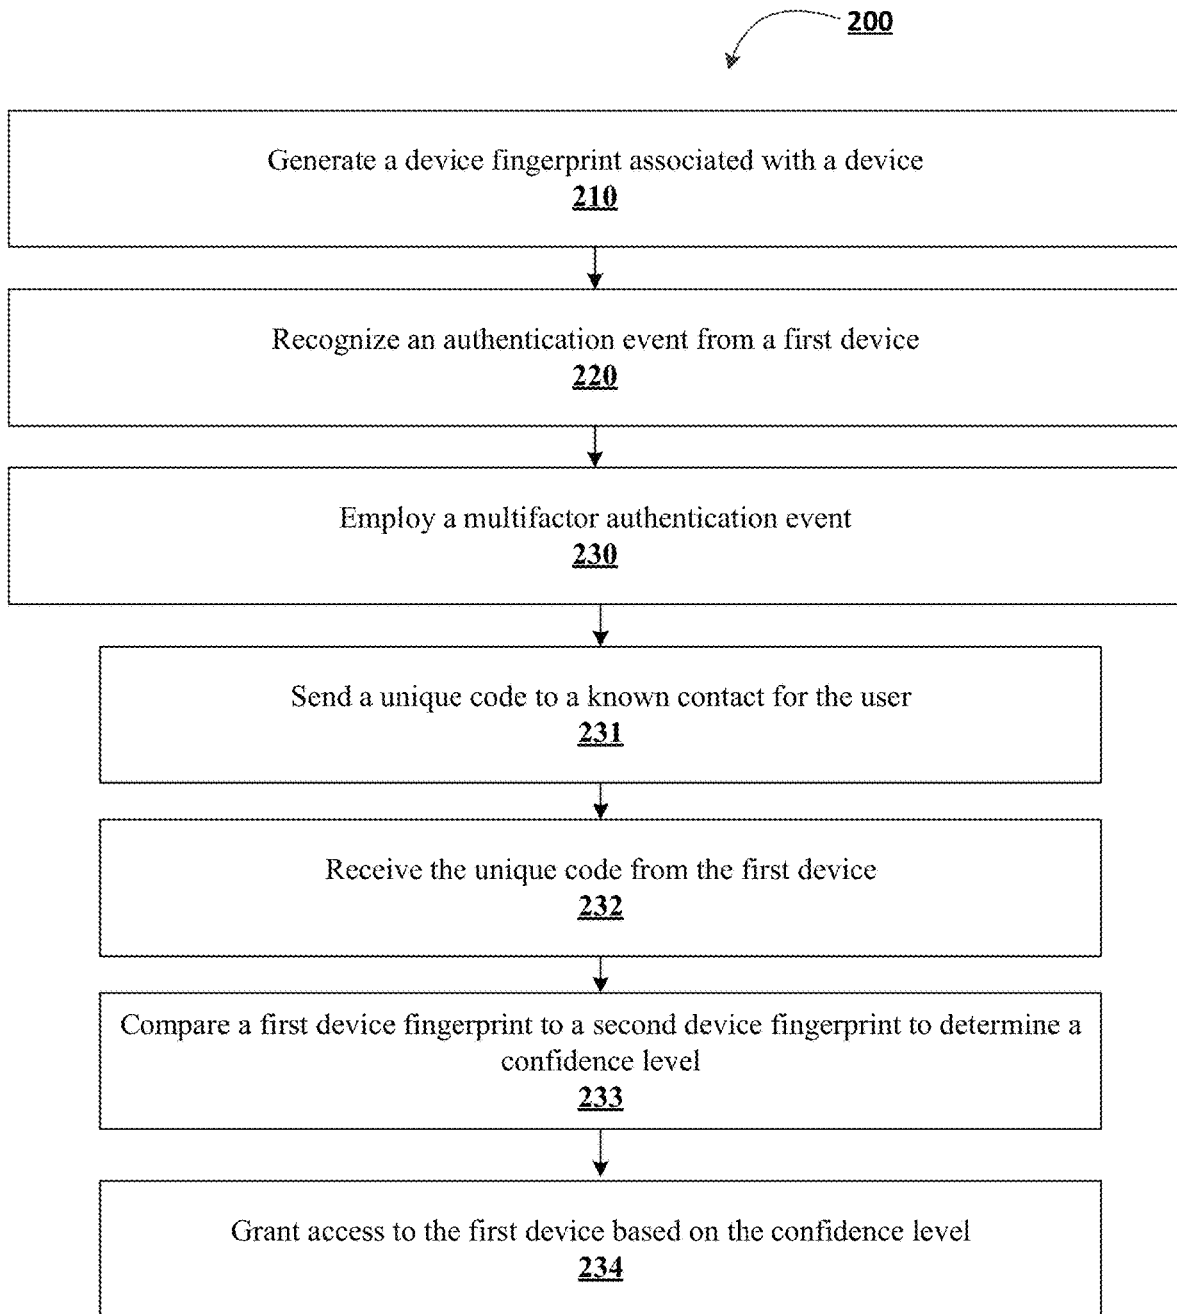 200
Generate a device fingerprint associated with a device
210
Recognize an authentication event from a first device
220
Employ a multifactor authentication event
230
Send a unique code to a known contact for the user
231
Receive the unique code from the first device
232
Compare a first device fingerprint to a second device fingerprint to determine a
confidence level
233
Grant access to the first device based on the confidence level
234